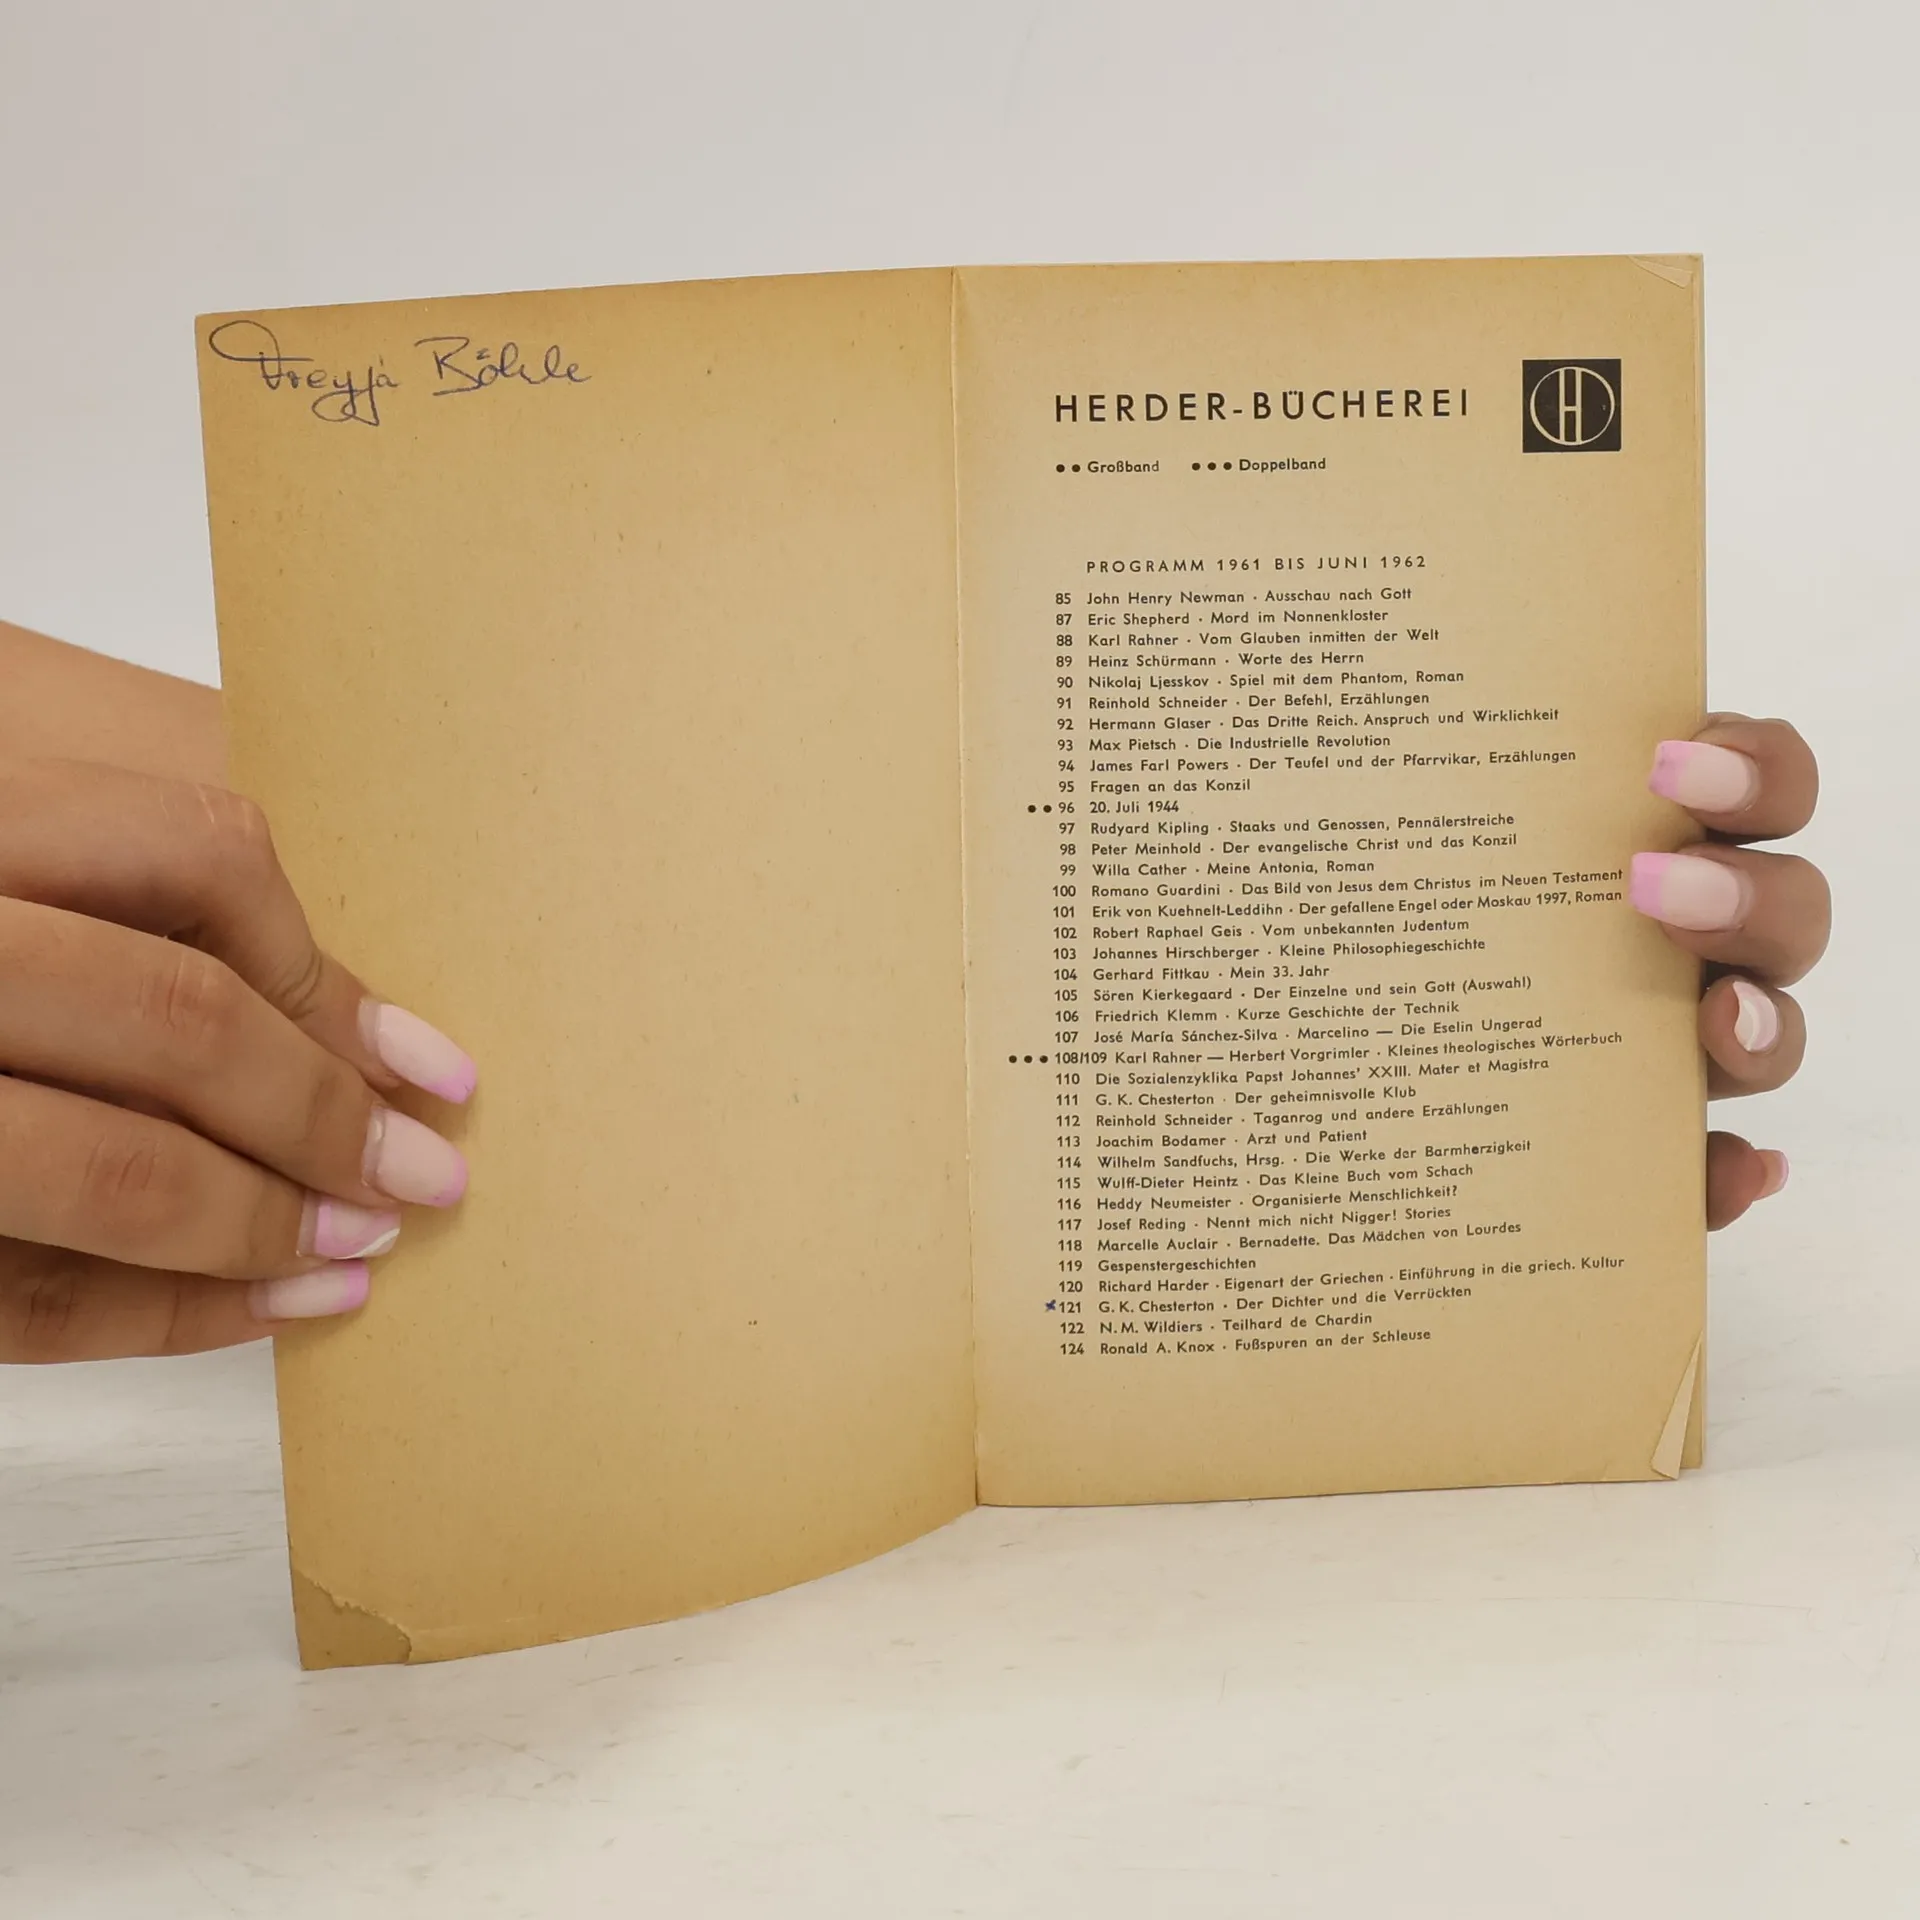 Freyja Böhle
HERDER-BÜCHEREI
H
•• Großband ••• Doppelband
PROGRAMM 1961 BIS JUNI 1962
85 John Henry Newman · Ausschau nach Gott
87 Eric Shepherd · Mord im Nonnenkloster
88 Karl Rahner · Vom Glauben inmitten der Welt
89 Heinz Schürmann · Worte des Herrn
90 Nikolaj Ljesskov · Spiel mit dem Phantom, Roman
91 Reinhold Schneider · Der Befehl, Erzählungen
92 Hermann Glaser · Das Dritte Reich. Anspruch und Wirklichkeit
93 Max Pietsch · Die Industrielle Revolution
94 James Farl Powers · Der Teufel und der Pfarrvikar, Erzählungen
95 Fragen an das Konzil
•• 96 20. Juli 1944
97 Rudyard Kipling · Staaks und Genossen, Pennälerstreiche
98 Peter Meinhold · Der evangelische Christ und das Konzil
99 Willa Cather · Meine Antonia, Roman
100 Romano Guardini · Das Bild von Jesus dem Christus im Neuen Testament
101 Erik von Kuehnelt-Leddihn · Der gefallene Engel oder Moskau 1997, Roman
102 Robert Raphael Geis · Vom unbekannten Judentum
103 Johannes Hirschberger · Kleine Philosophiegeschichte
104 Gerhard Fittkau · Mein 33. Jahr
105 Sören Kierkegaard · Der Einzelne und sein Gott (Auswahl)
106 Friedrich Klemm · Kurze Geschichte der Technik
107 José María Sánchez-Silva · Marcelino — Die Eselin Ungerad
••• 108/109 Karl Rahner — Herbert Vorgrimler · Kleines theologisches Wörterbuch
110 Die Sozialenzyklika Papst Johannes' XXIII. Mater et Magistra
111 G. K. Chesterton · Der geheimnisvolle Klub
112 Reinhold Schneider · Taganrog und andere Erzählungen
113 Joachim Bodamer · Arzt und Patient
114 Wilhelm Sandfuchs, Hrsg. · Die Werke der Barmherzigkeit
115 Wulff-Dieter Heintz · Das Kleine Buch vom Schach
116 Heddy Neumeister · Organisierte Menschlichkeit?
117 Josef Reding · Nennt mich nicht Nigger! Stories
118 Marcelle Auclair · Bernadette. Das Mädchen von Lourdes
119 Gespenstergeschichten
120 Richard Harder · Eigenart der Griechen · Einführung in die griech. Kultur
121 G. K. Chesterton · Der Dichter und die Verrückten
122 N. M. Wildiers · Teilhard de Chardin
124 Ronald A. Knox · Fußspuren an der Schleuse